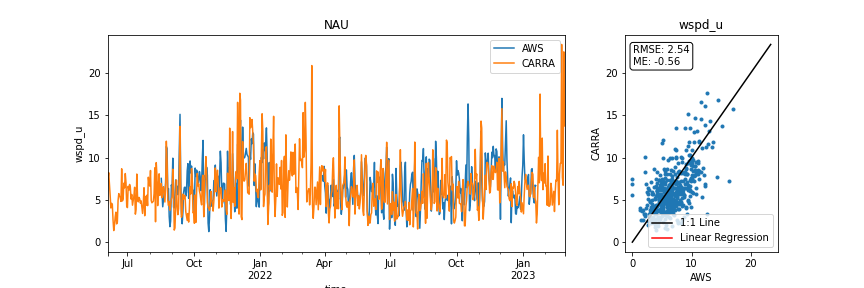 NAU
wspd_u
AWS
CARRA
20
15
10
5
0
wspd_u
Jul
Oct
Jan
2022
Apr
Jul
Oct
Jan
2023
time
wspd_u
RMSE: 2.54
ME: -0.56
20
15
10
5
0
CARRA
1:1 Line
Linear Regression
0
10
20
AWS